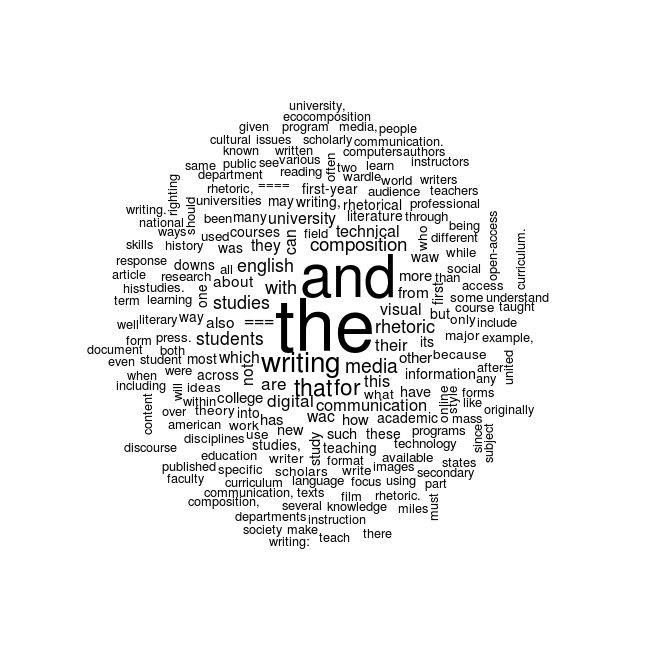 university,
ecocomposition
given program media, people
cultural issues scholarly communication.
known written often computers authors
same public see various two learn instructors
department reading wardle world writers
righting rhetoric, ==== first-year audience teachers
universities may writing, rhetorical professional
writing. should been many university literature through
national used courses can field technical who being open-access
ways was they composition different curriculum.
skills history waw while
response downs all english and more than social
article research about with from first access
his studies. one studies some understand
term learning visual but course taught
well literary way also === the rhetoric only include
form press. students their its major example,
document both
even student most which writing media other because
when were across not after united
including are that for this information any
will ideas what have online style forms
content within college digital communication like originally
over theory into has wac how academic o mass
american work new such these programs since subject
disciplines use study
discourse studies, teaching technology
education writer format available states
published specific scholars write images secondary
faculty curriculum language focus using part
communication, texts film rhetoric. must
composition, several knowledge miles
departments instruction
society make
writing: teach there